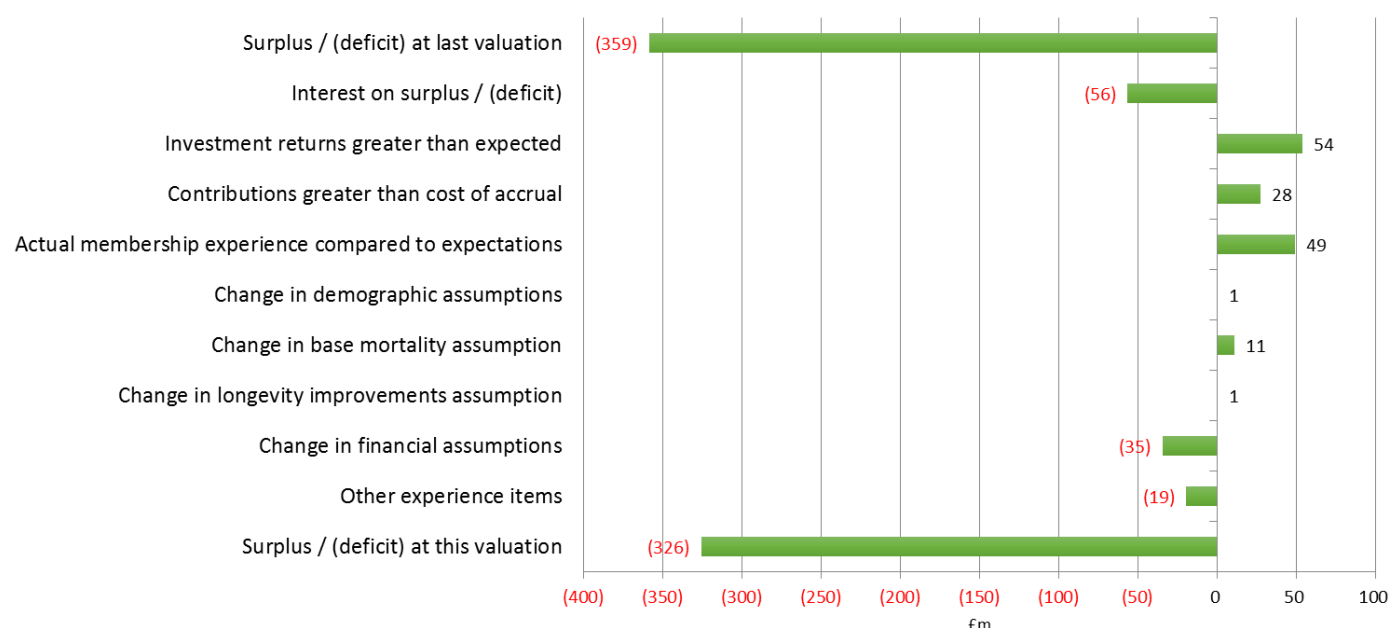 Surplus / (deficit) at last valuation (359)
Interest on surplus / (deficit) (56)
Investment returns greater than expected 54
Contributions greater than cost of accrual 28
Actual membership experience compared to expectations 49
Change in demographic assumptions 1
Change in base mortality assumption 11
Change in longevity improvements assumption 1
Change in financial assumptions (35)
Other experience items (19)
Surplus / (deficit) at this valuation (326)
(400) (350) (300) (250) (200) (150) (100) (50) 0 50 100
£m